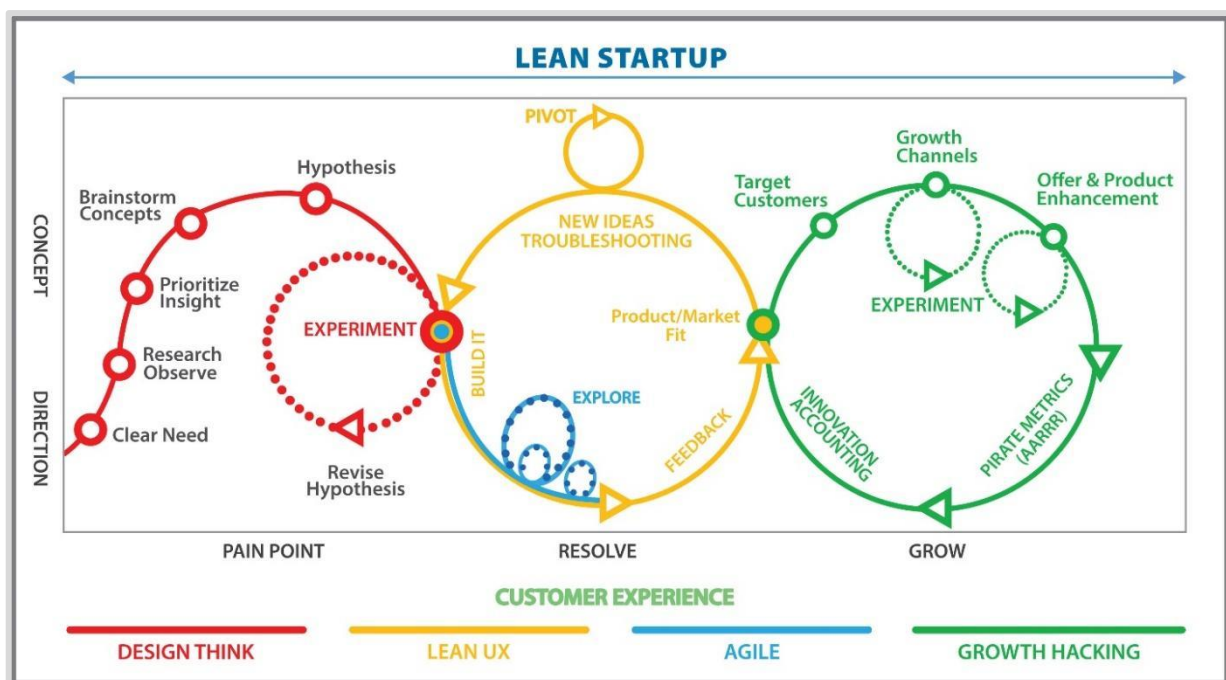 LEAN STARTUP
PIVOT
Hypothesis
Brainstorm
Concepts
Prioritize
Insight
Research
Observe
Clear Need
EXPERIMENT
Revise
Hypothesis
NEW IDEAS
TROUBLESHOOTING
BUILD IT
EXPLORE
FEEDBACK
Product/Market
Fit
Target
Customers
Growth
Channels
Offer & Product
Enhancement
EXPERIMENT
INNOVATION
ACCOUNTING
PIRATE METRICS
(AARRR)
CONCEPT
DIRECTION
PAIN POINT
RESOLVE
GROW
CUSTOMER EXPERIENCE
DESIGN THINK
LEAN UX
AGILE
GROWTH HACKING